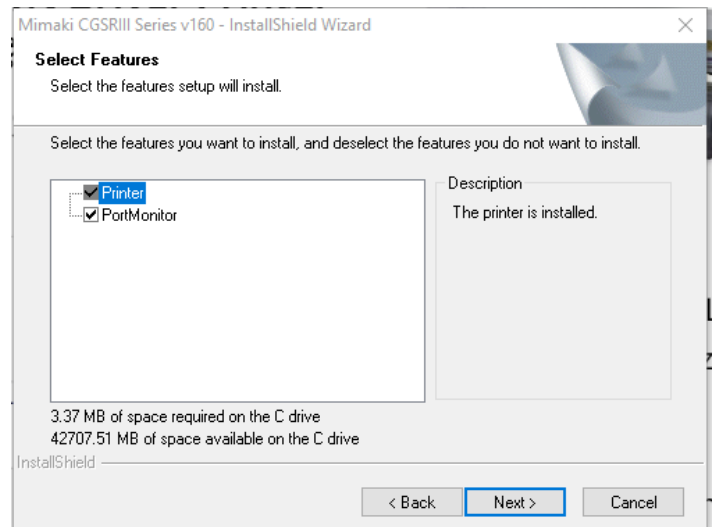 Mimaki CGSRIII Series v160 - InstallShield Wizard
Select Features
Select the features setup will install.
Select the features you want to install, and deselect the features you do not want to install.
Printer
PortMonitor
Description
The printer is installed.
3.37 MB of space required on the C drive
42707.51 MB of space available on the C drive
InstallShield
< Back
Next >
Cancel